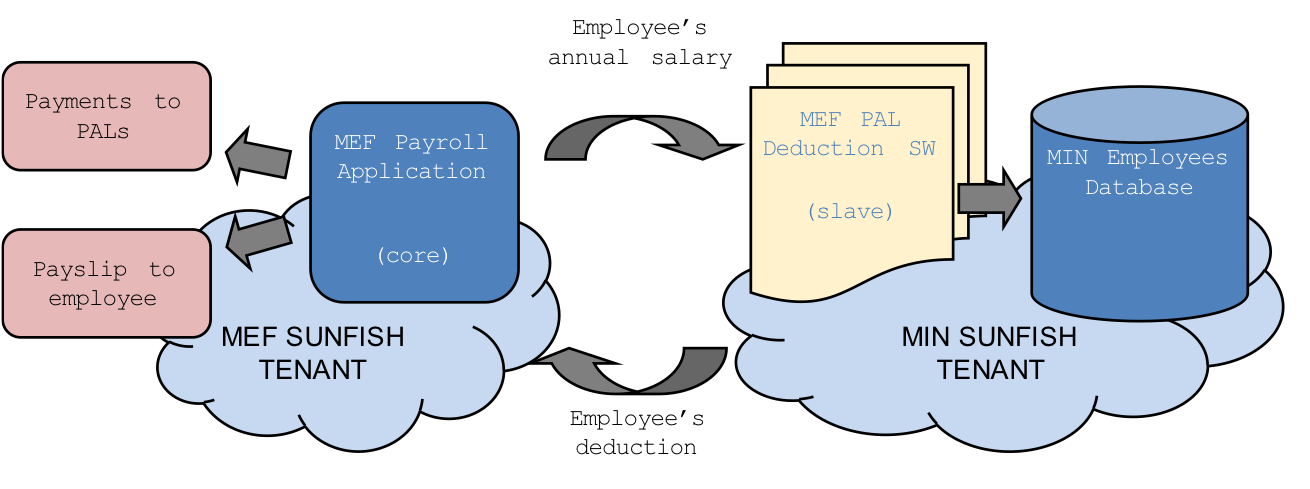 Employee’s
annual salary
Payments to
PALs
MEF Payroll
Application
(core)
MEF PAL
Deduction SW
(slave)
MIN Employees
Database
Payslip to
employee
MEF SUNFISH
TENANT
MIN SUNFISH
TENANT
Employee’s
deduction